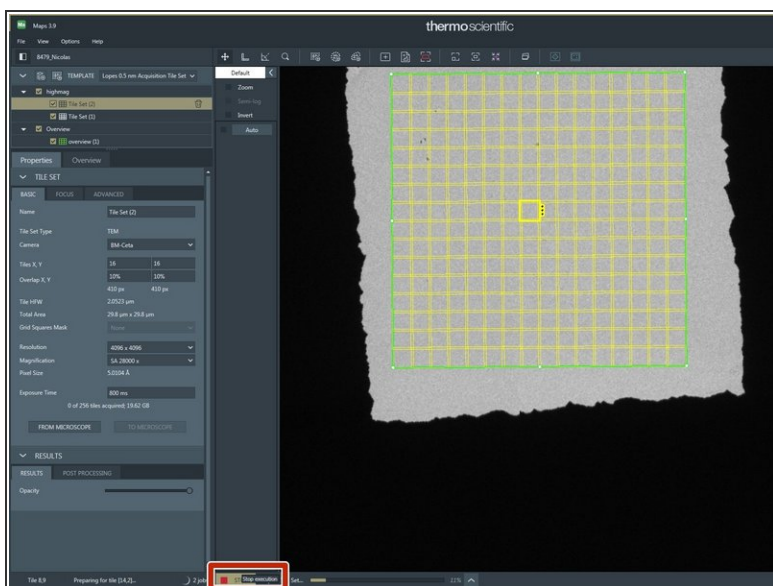 Maps 3.9
thermo scientific
File View Options Help
8479_Nicolas
TEMPLATE Lopes 0.5 nm Acquisition Tile Set
highmag
Tile Set (2)
Tile Set (1)
Overview
overview (1)
Default
Zoom
Semi-log
Invert
Auto
Properties Overview
TILE SET
BASIC FOCUS ADVANCED
Name Tile Set (2)
Tile Set Type TEM
Camera BM-Ceta
Tiles X, Y 16 16
Overlap X, Y 10% 10%
410 px 410 px
Tile HFW 2.0523 µm
Total Area 29.8 µm x 29.8 µm
Grid Squares Mask None
Resolution 4096 x 4096
Magnification SA 28000 x
Pixel Size 5.0104 Å
Exposure Time 800 ms
0 of 256 tiles acquired| 19.62 GB
FROM MICROSCOPE TO MICROSCOPE
RESULTS
RESULTS POST PROCESSING
Opacity
Tile 8,9 Preparing for tile [14,2]... 2 jobs Stop execution Set...